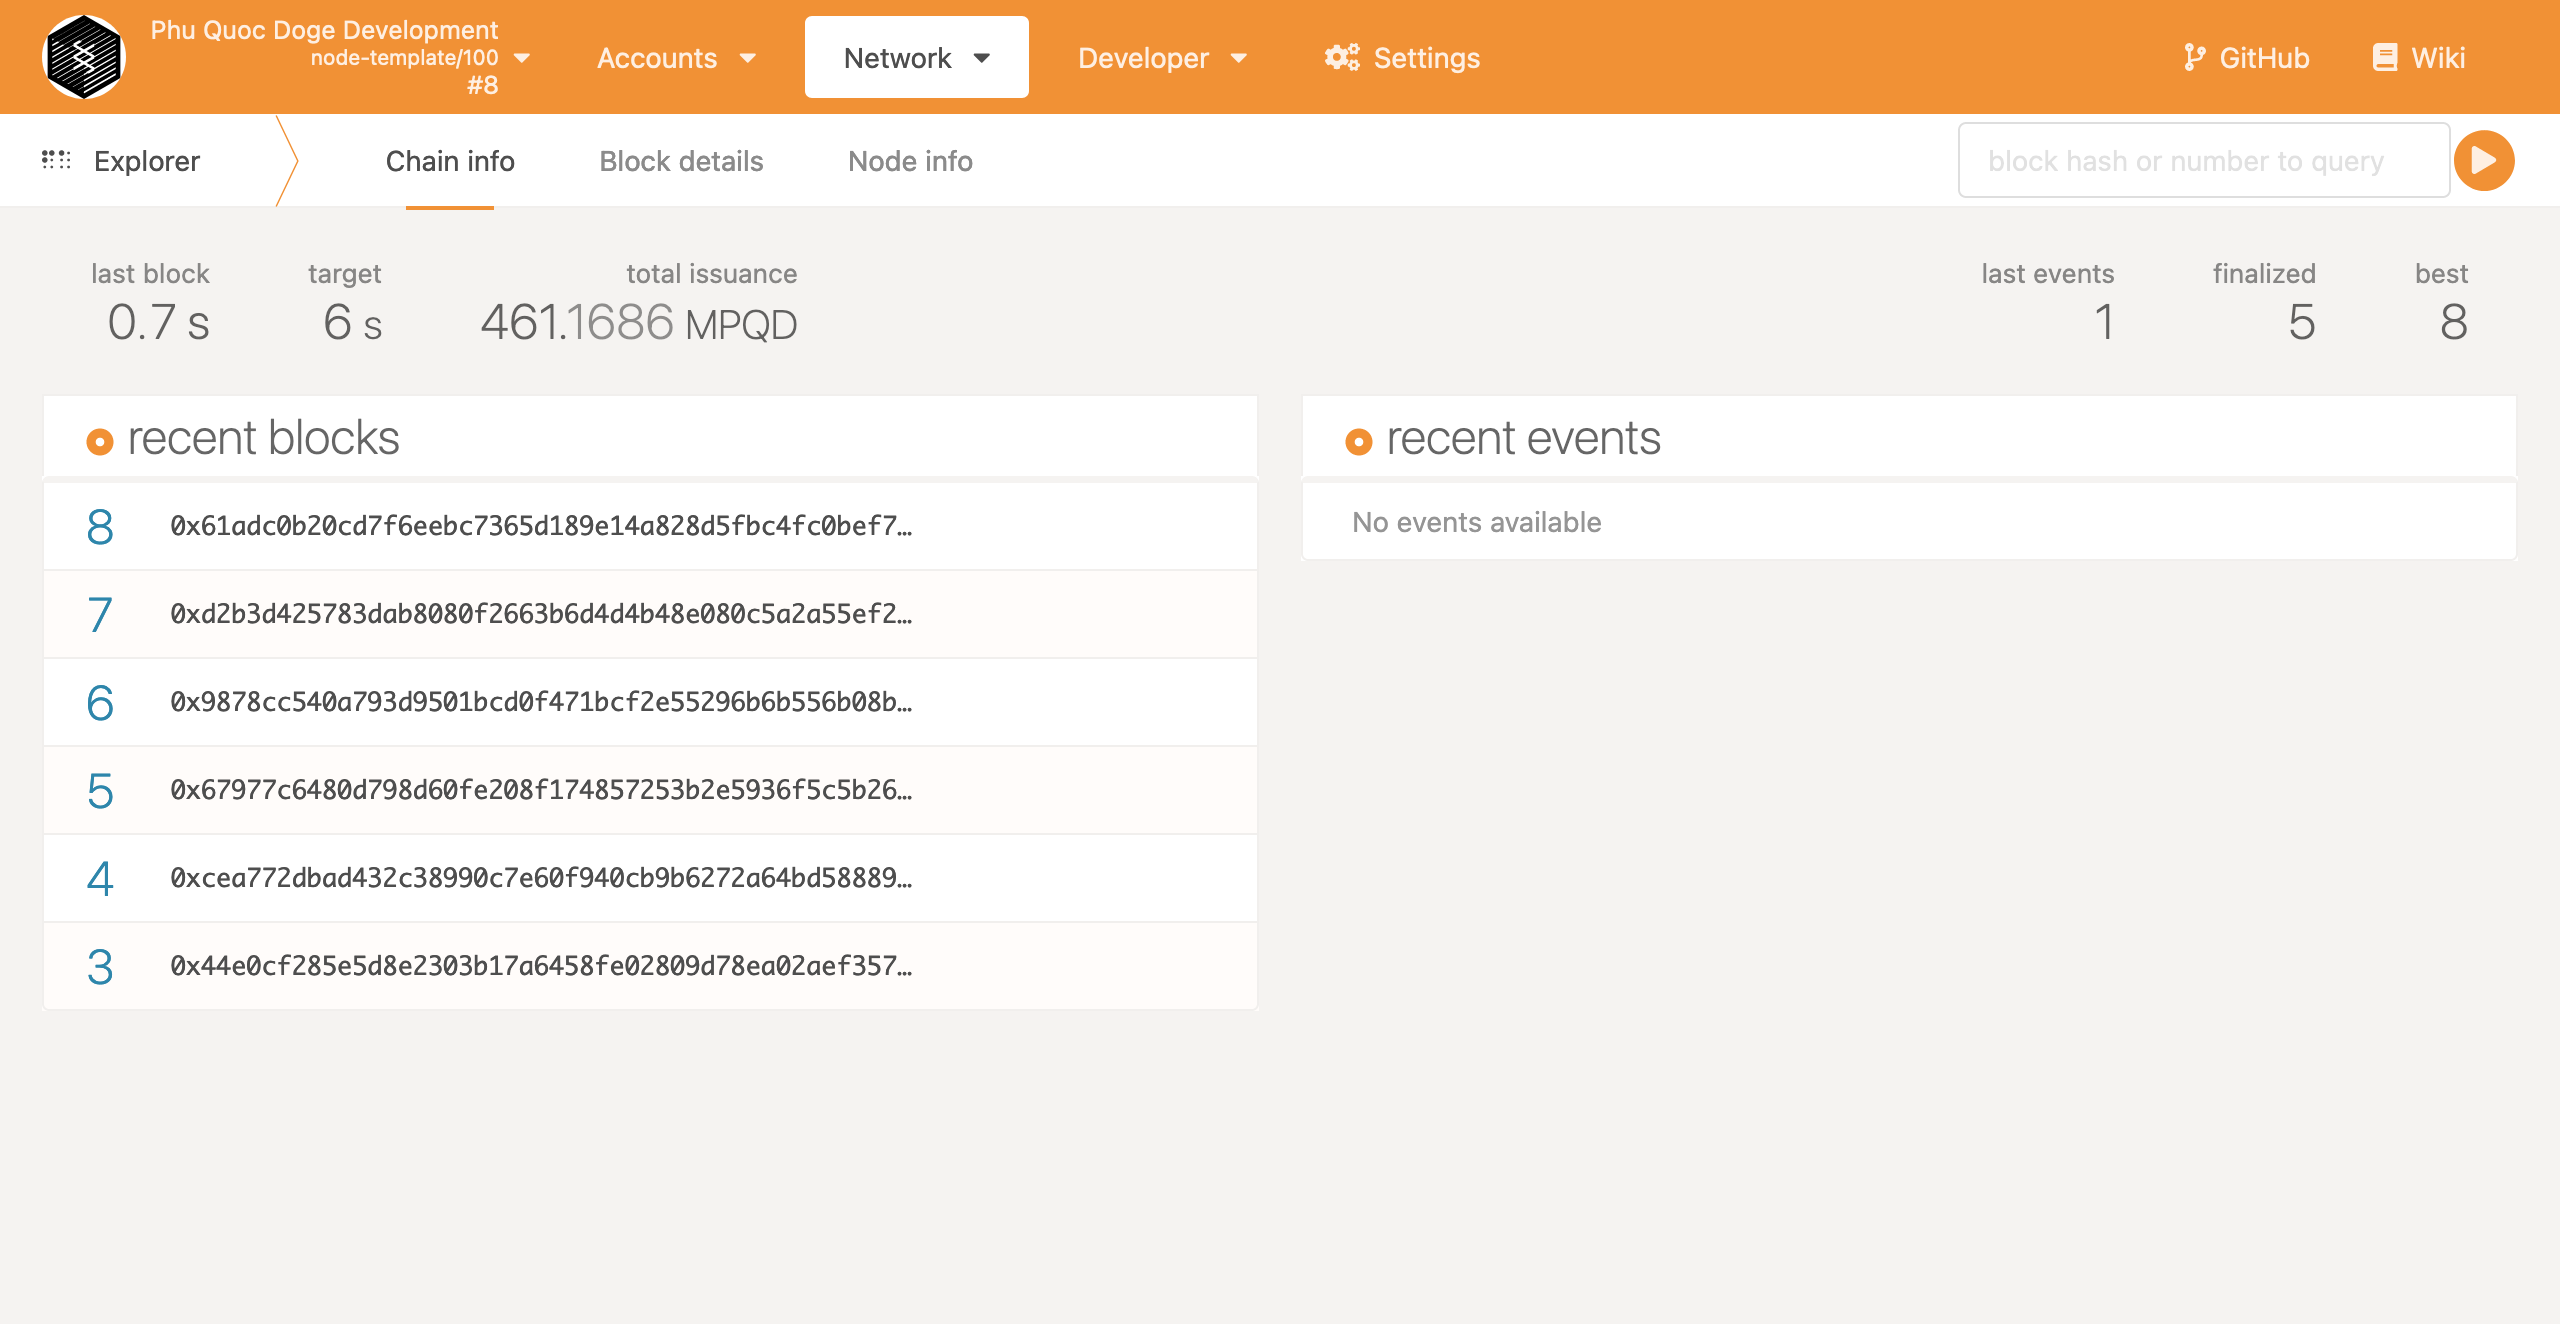 Phu Quoc Doge Development
node-template/100
#8
Accounts
Network
Developer
Settings
GitHub
Wiki
Explorer
Chain info
Block details
Node info
block hash or number to query
last block
0.7 s
target
6 s
total issuance
461.1686 MPQD
last events
1
finalized
5
best
8
recent blocks
8 0x61adc0b20cd7f6eebc7365d189e14a828d5fbc4fc0bef7…
7 0xd2b3d425783dab8080f2663b6d4d4b48e080c5a2a55ef2…
6 0x9878cc540a793d9501bcd0f471bcf2e55296b6b556b08b…
5 0x67977c6480d798d60fe208f174857253b2e5936f5c5b26…
4 0xcea772dbad432c38990c7e60f940cb9b6272a64bd58889…
3 0x44e0cf285e5d8e2303b17a6458fe02809d78ea02aef357…
recent events
No events available